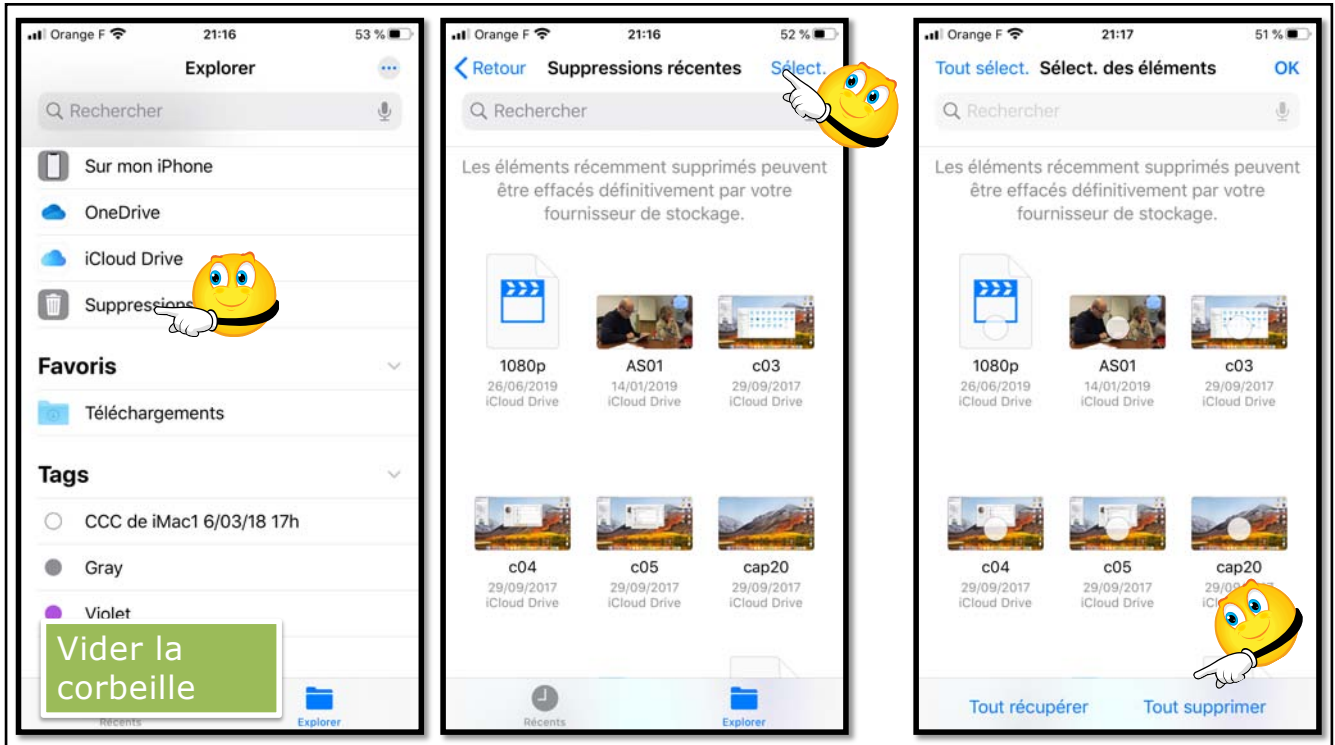 Orange F 21:16 53 %
Explorer
Rechercher
Sur mon iPhone
OneDrive
iCloud Drive
Suppressions
Favoris
Téléchargements
Tags
CCC de iMac1 6/03/18 17h
Gray
Violet
Vider la
corbeille
Récents Explorer
Orange F 21:16 52 %
Retour Suppressions récentes Sélect.
Rechercher
Les éléments récemment supprimés peuvent
être effacés définitivement par votre
fournisseur de stockage.
1080p AS01 c03
26/06/2019 14/01/2019 29/09/2017
iCloud Drive iCloud Drive iCloud Drive
c04 c05 cap20
29/09/2017 29/09/2017 29/09/2017
iCloud Drive iCloud Drive iCloud Drive
Récents Explorer
Orange F 21:17 51 %
Tout sélect. Sélect. des éléments OK
Rechercher
Les éléments récemment supprimés peuvent
être effacés définitivement par votre
fournisseur de stockage.
1080p AS01 c03
26/06/2019 14/01/2019 29/09/2017
iCloud Drive iCloud Drive iCloud Drive
c04 c05 cap20
29/09/2017 29/09/2017
iCloud Drive iCloud Drive
Tout récupérer Tout supprimer